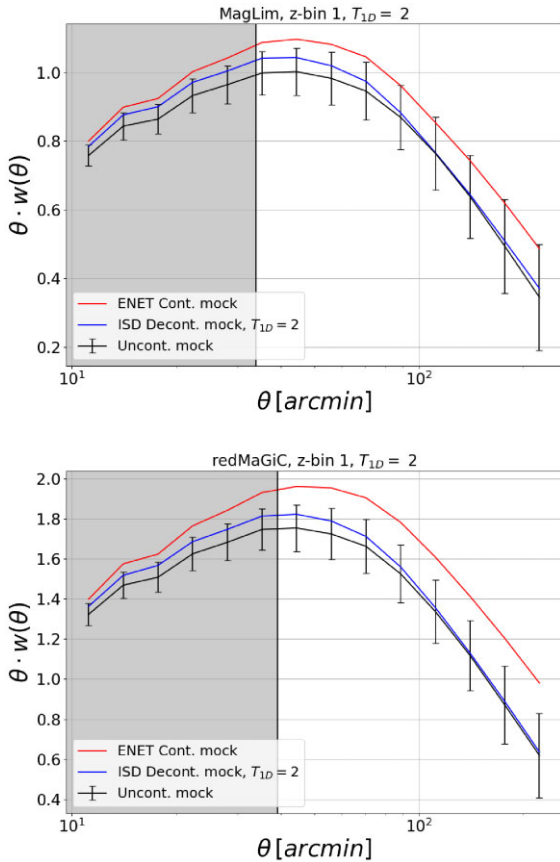 MagLim, z-bin 1, T1D = 2
θ · w(θ)
1.0
0.8
0.6
0.4
0.2
ENET Cont. mock
ISD Decont. mock, T1D = 2
Uncont. mock
10¹
10²
θ [arcmin]
redMaGiC, z-bin 1, T1D = 2
θ · w(θ)
2.0
1.8
1.6
1.4
1.2
1.0
0.8
0.6
0.4
ENET Cont. mock
ISD Decont. mock, T1D = 2
Uncont. mock
10¹
10²
θ [arcmin]